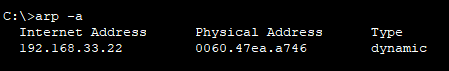 C:\>arp -a
  Internet Address      Physical Address      Type
  192.168.33.22         0060.47ea.a746        dynamic